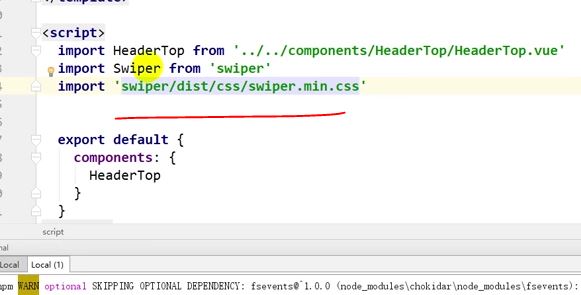 </template>
<script>
import HeaderTop from '../../components/HeaderTop/HeaderTop.vue'
import Swiper from 'swiper'
import 'swiper/dist/css/swiper.min.css'
export default {
components: {
HeaderTop
}
}
script
Local
Local (1)
npm WARN optional SKIPPING OPTIONAL DEPENDENCY: fsevents@^1.0.0 (node_modules\chokidar\node_modules\fsevents):